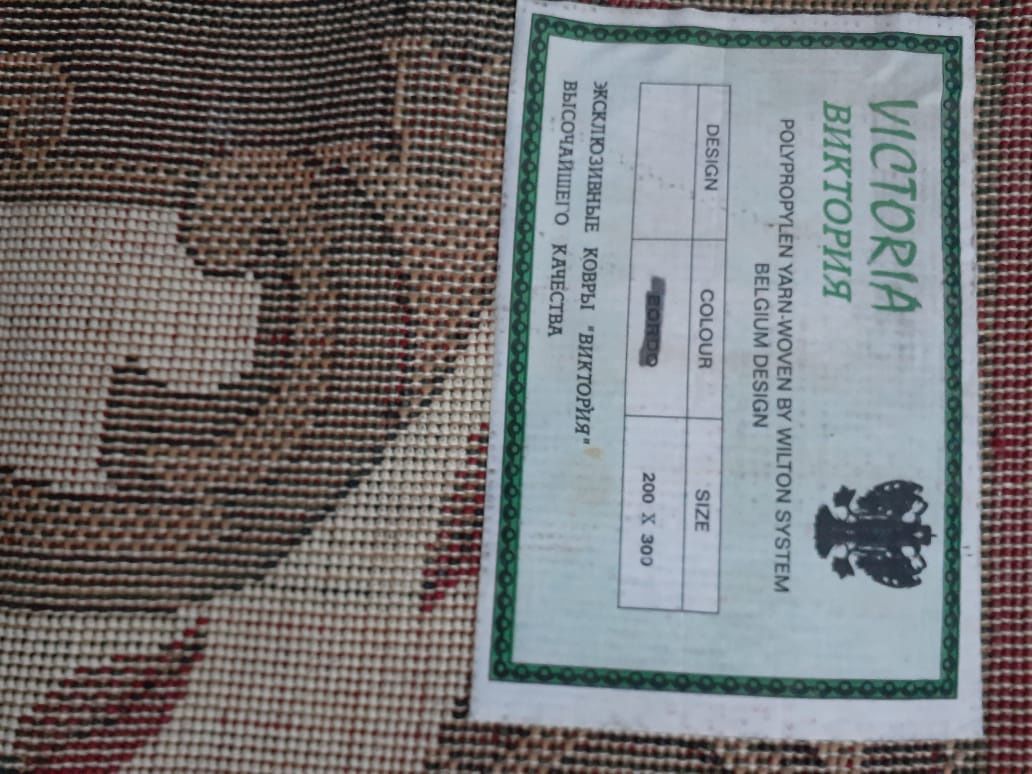 VICTORIA
ВИКТОРИЯ
POLYPROPYLEN YARN-WOVEN BY WILTON SYSTEM
BELGIUM DESIGN
DESIGN COLOUR SIZE
BORDO 200 X 300
ЭКСКЛЮЗИВНЫЕ КОВРЫ "ВИКТОРИЯ"
ВЫСОЧАЙШЕГО КАЧЕСТВА